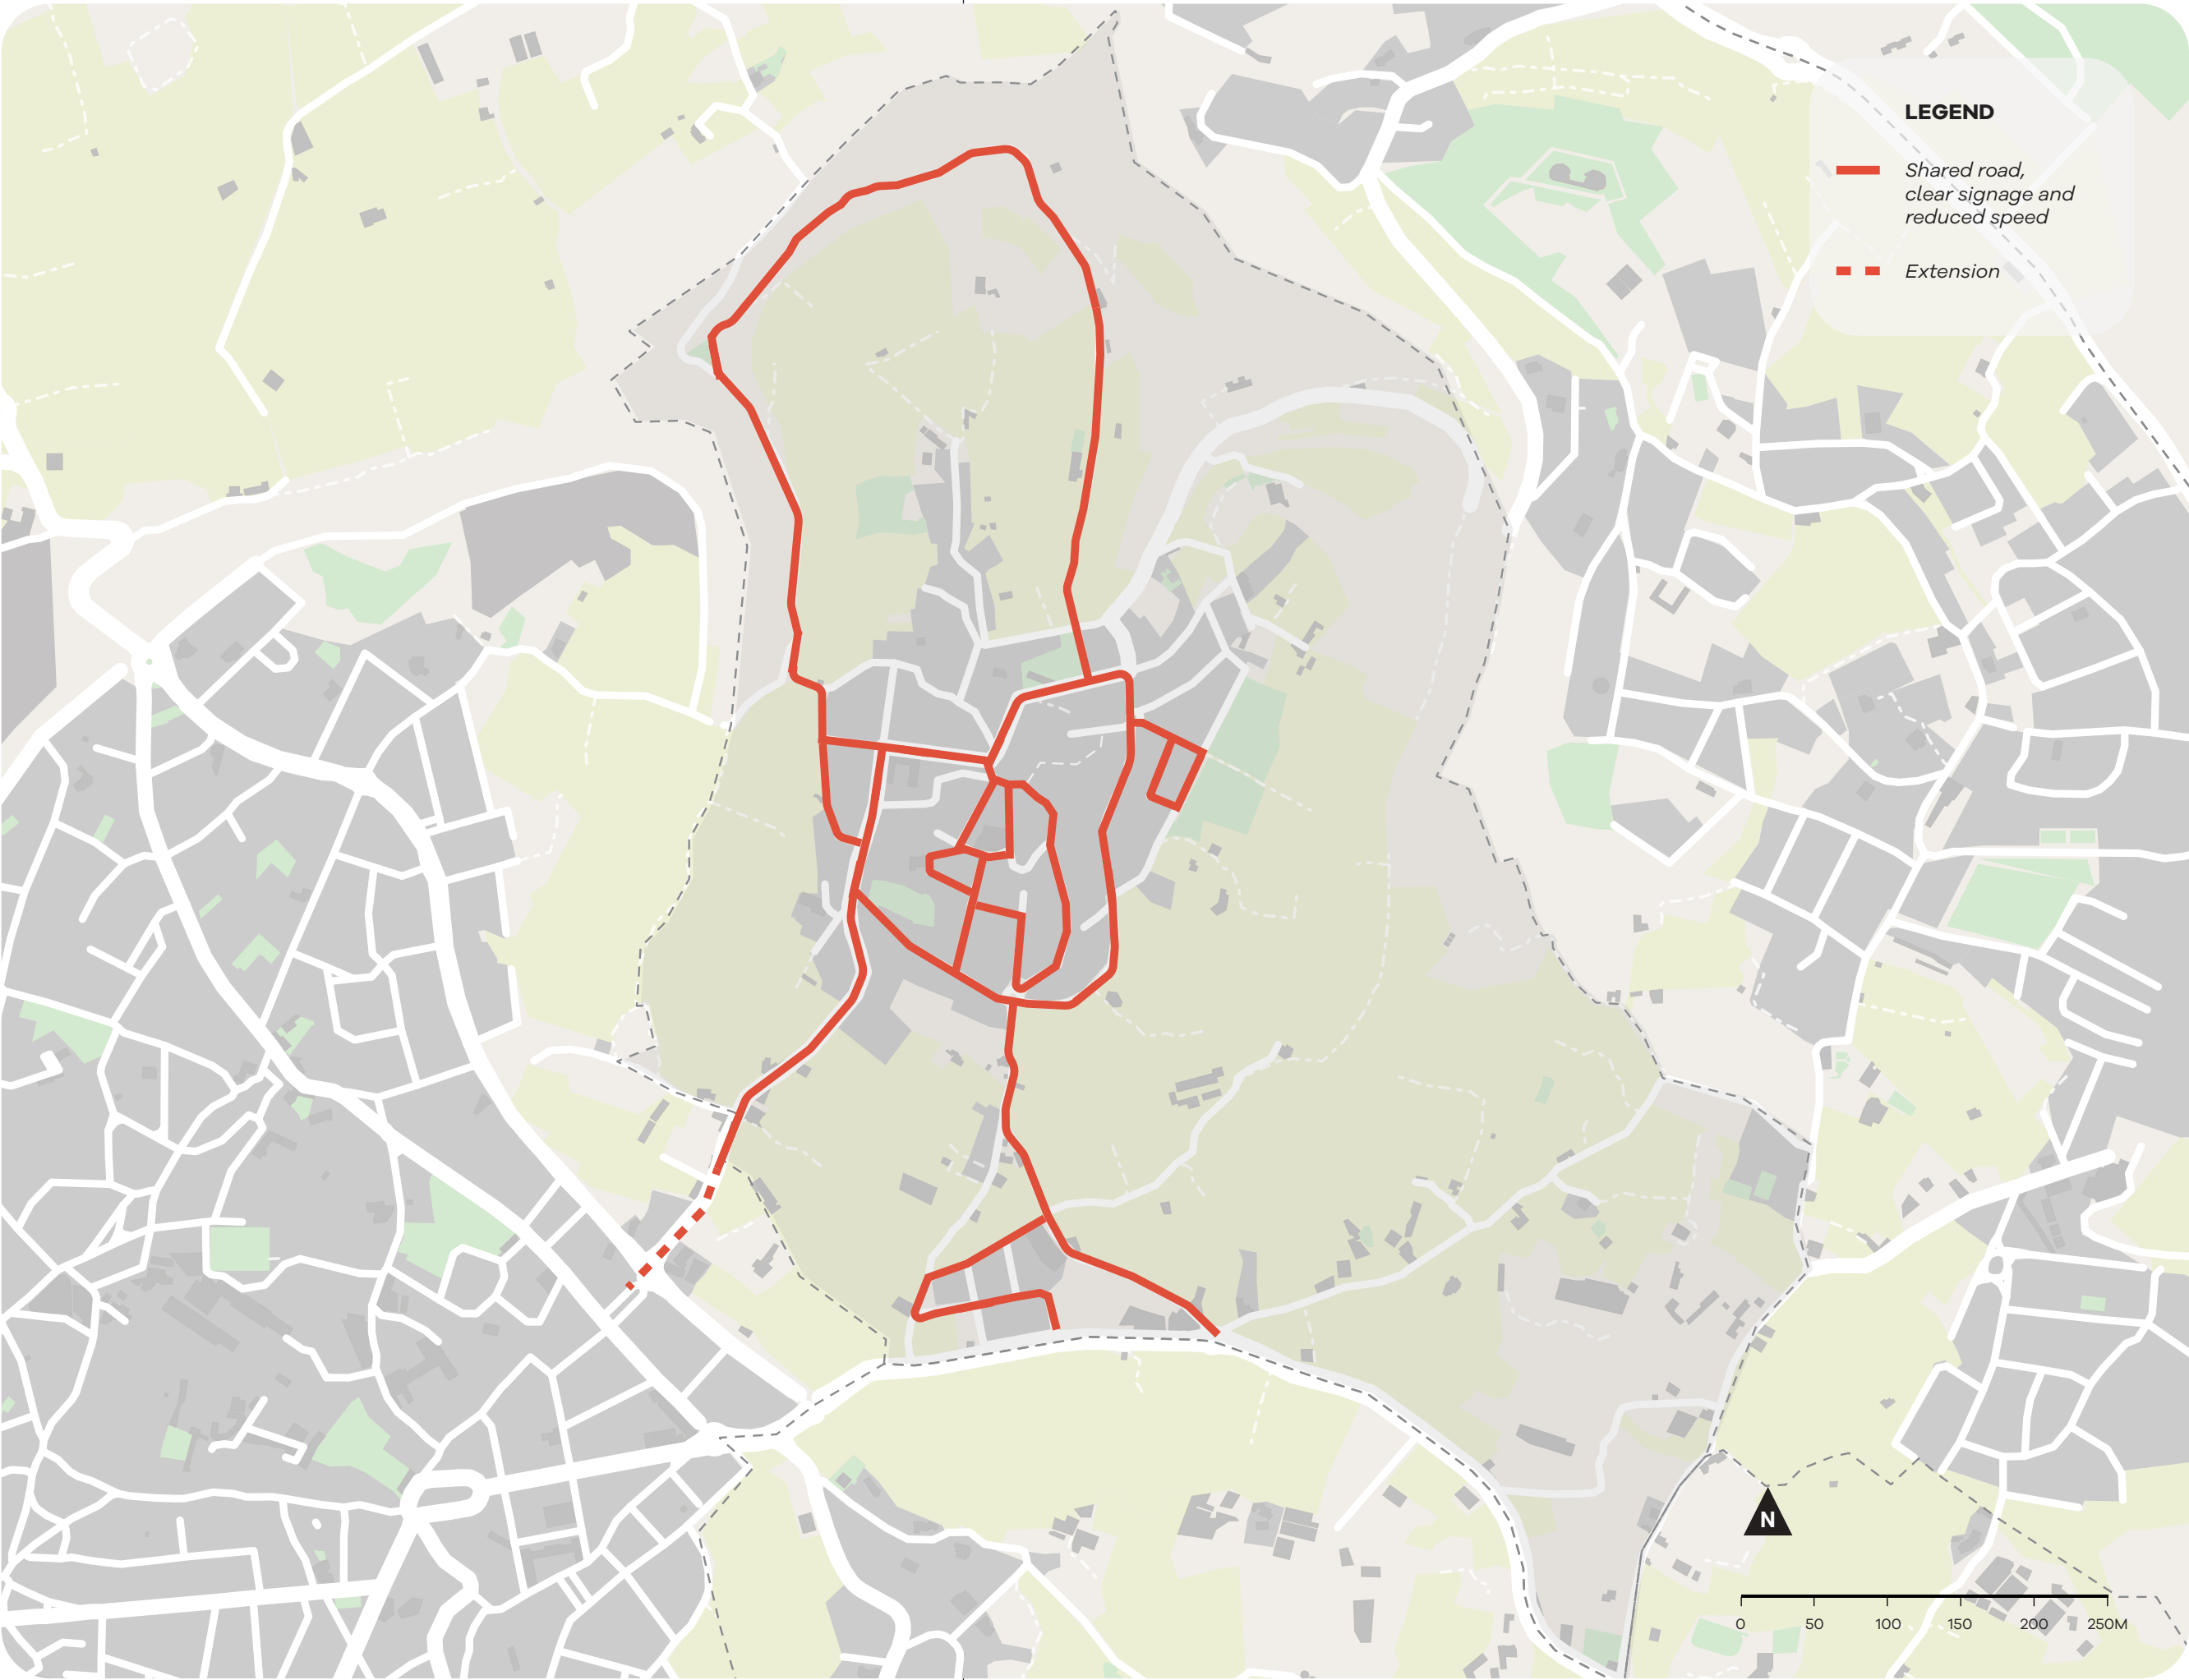 LEGEND
Shared road,
clear signage and
reduced speed
Extension
N
0 50 100 150 200 250M